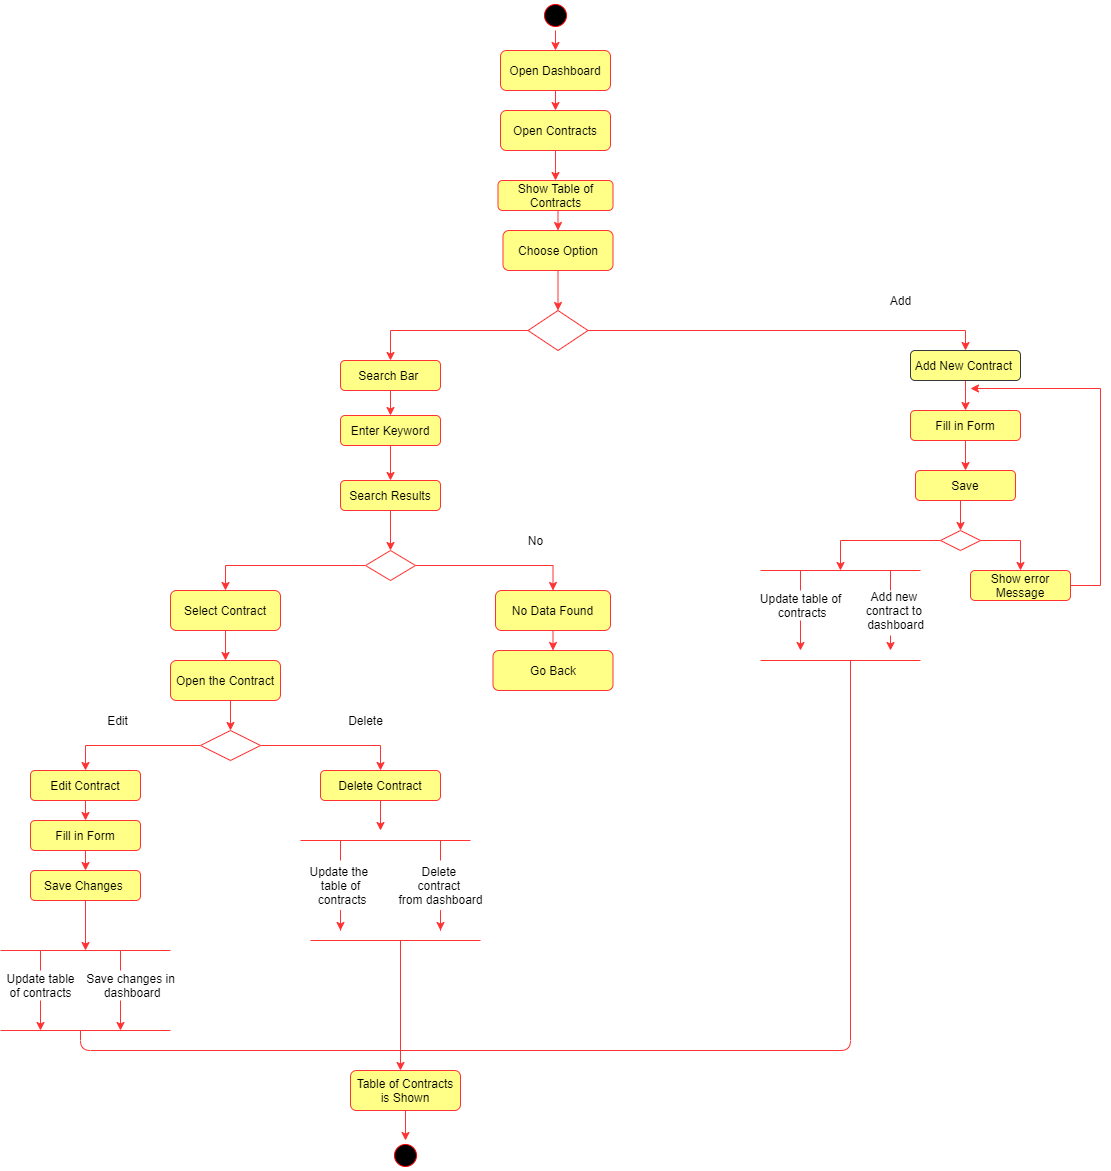 Open Dashboard
Open Contracts
Show Table of
Contracts
Choose Option
Add
Search Bar
Add New Contract
Enter Keyword
Fill in Form
Search Results
Save
No
Show error
Message
Update table of
contracts
Add new
contract to
dashboard
Select Contract
No Data Found
Open the Contract
Go Back
Edit
Delete
Edit Contract
Delete Contract
Fill in Form
Save Changes
Update the
table of
contracts
Delete
contract
from dashboard
Update table
of contracts
Save changes in
dashboard
Table of Contracts
is Shown